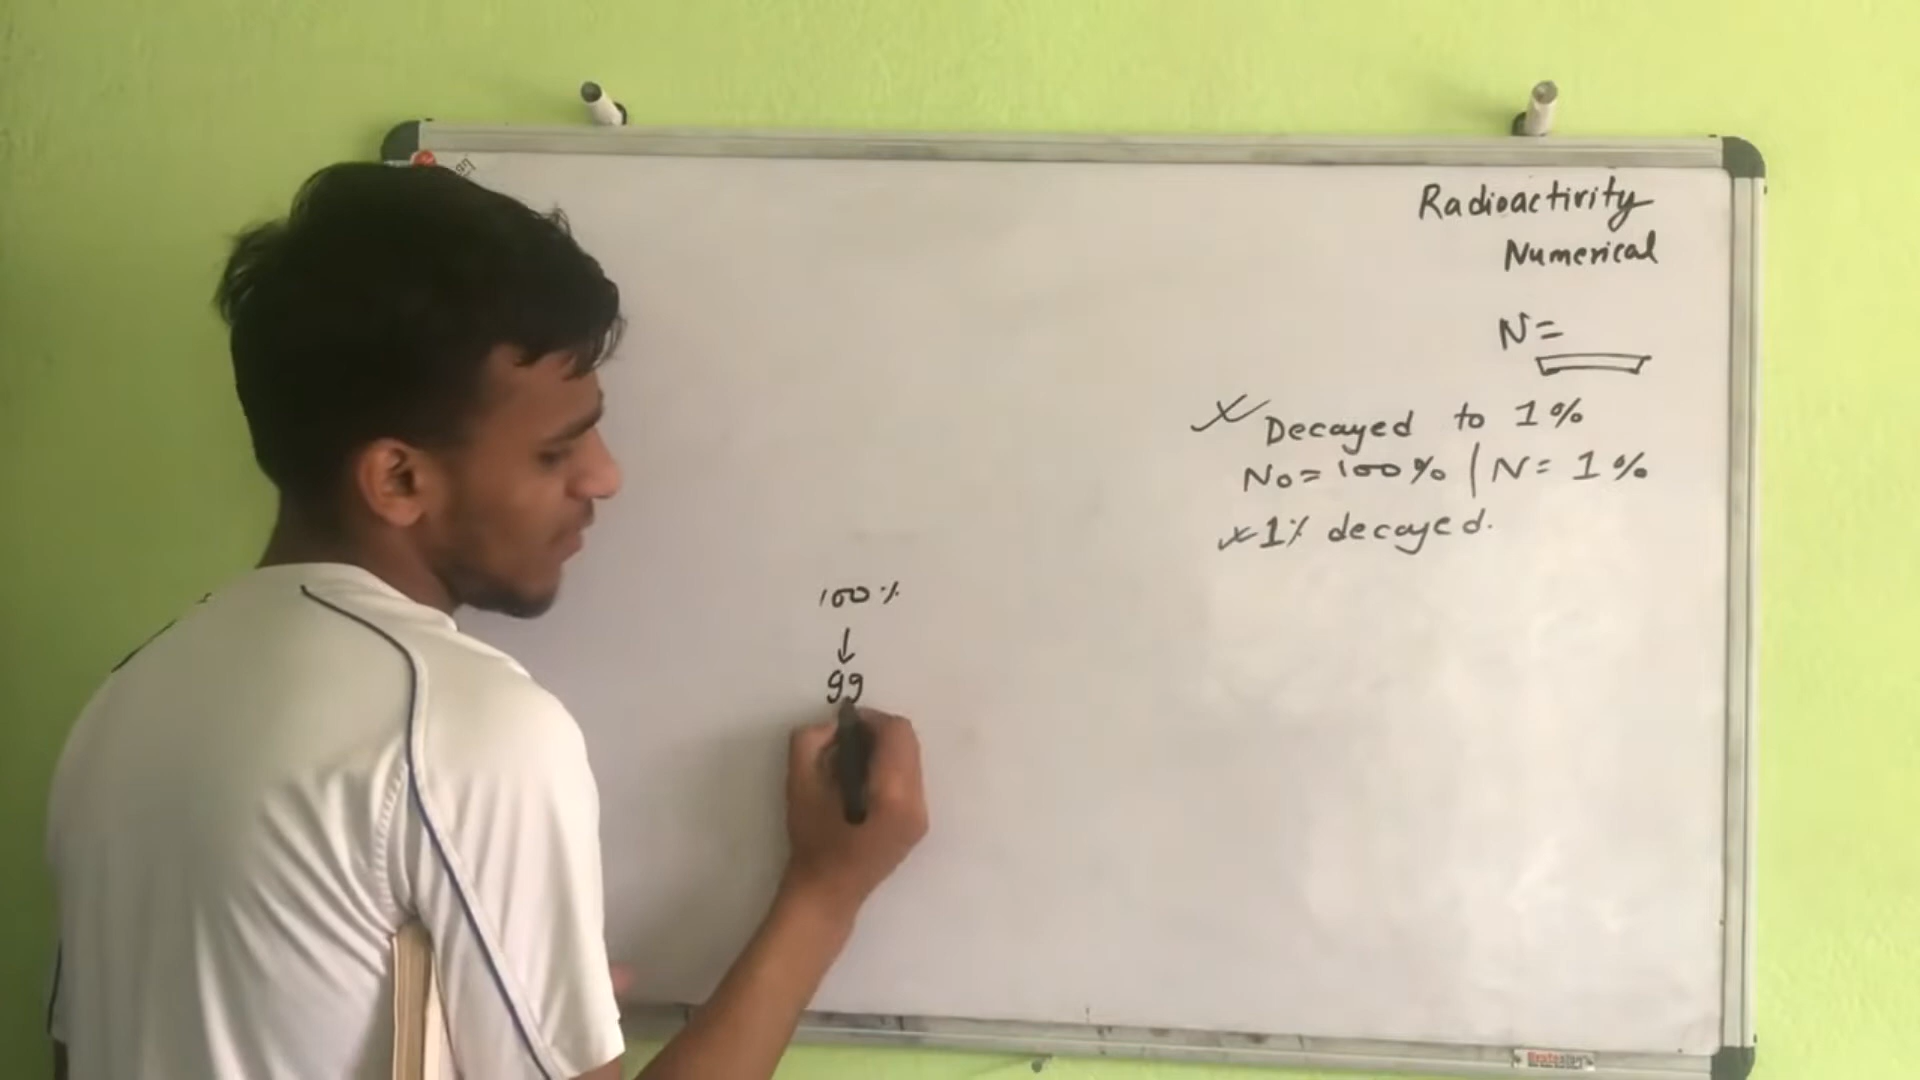 Radioactivity
Numerical
N=
Decayed to 1%
No = 100% | N = 1%
1% decayed.
100%
↓
99